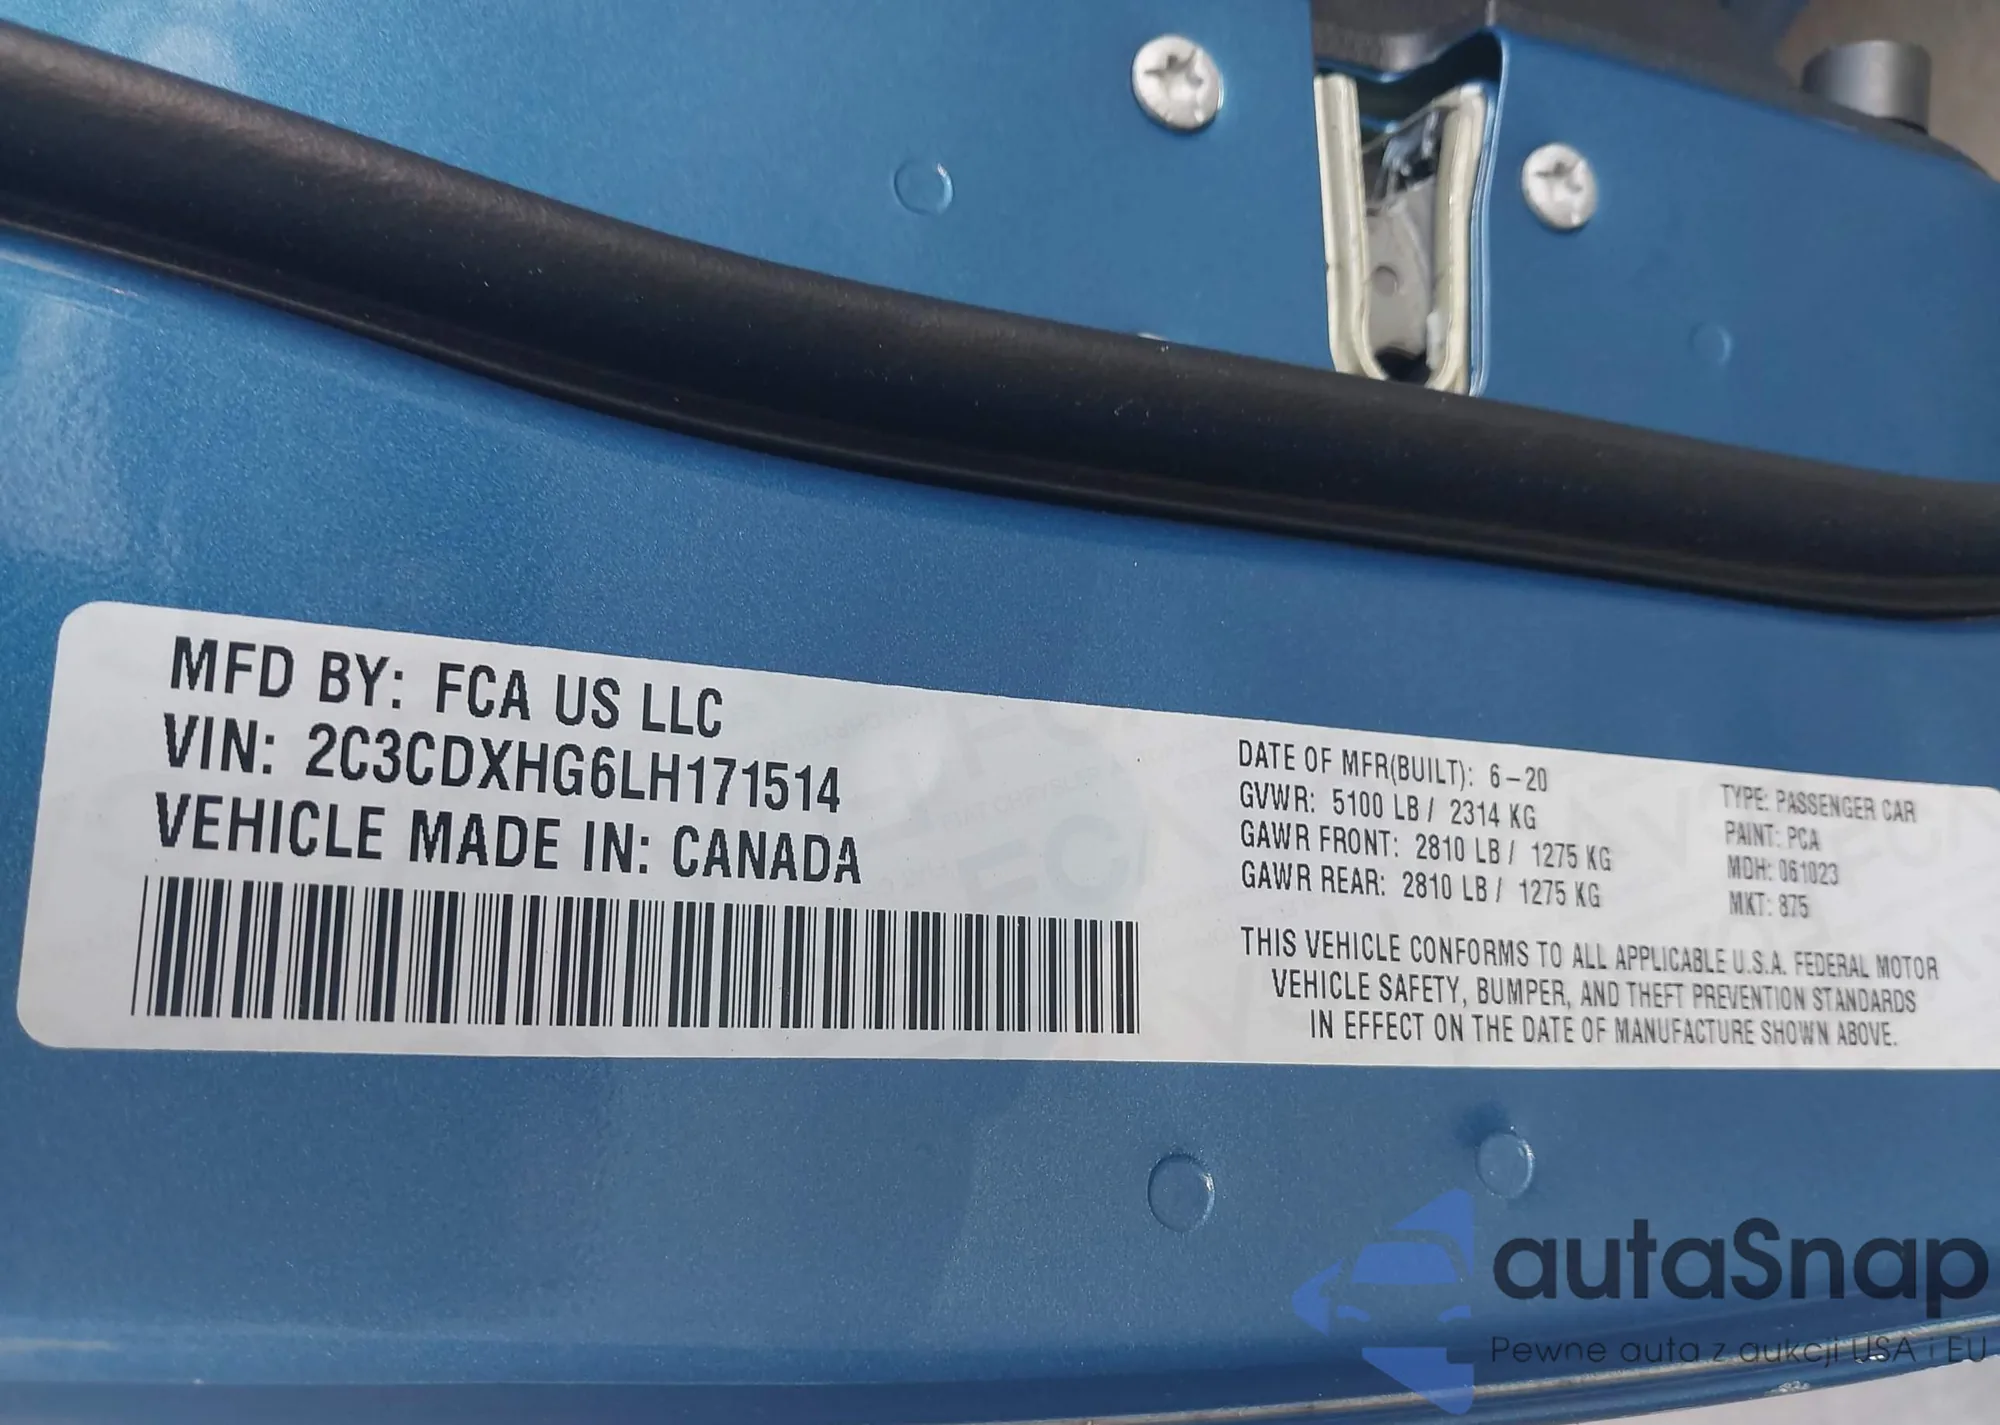 MFD BY: FCA US LLC
VIN: 2C3CDXHG6LH171514
VEHICLE MADE IN: CANADA
DATE OF MFR(BUILT): 6-20
GVWR: 5100 LB / 2314 KG
GAWR FRONT: 2810 LB / 1275 KG
GAWR REAR: 2810 LB / 1275 KG
TYPE: PASSENGER CAR
PAINT: PCA
MDH: 061023
MKT: 875
THIS VEHICLE CONFORMS TO ALL APPLICABLE U.S.A. FEDERAL MOTOR
VEHICLE SAFETY, BUMPER, AND THEFT PREVENTION STANDARDS
IN EFFECT ON THE DATE OF MANUFACTURE SHOWN ABOVE.
autaSnap
Pewne auta z aukcji USA i EU